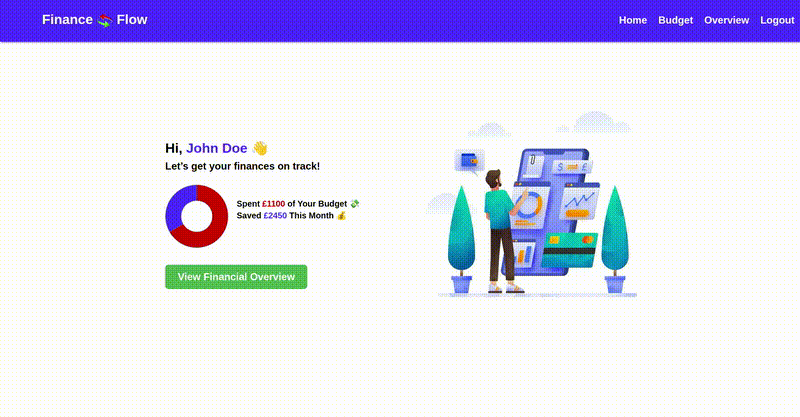 Finance Flow
Home Budget Overview Logout
Hi, John Doe 👋
Let's get your finances on track!
Spent £1100 of Your Budget 💸
Saved £2450 This Month 💰
View Financial Overview
$ = £